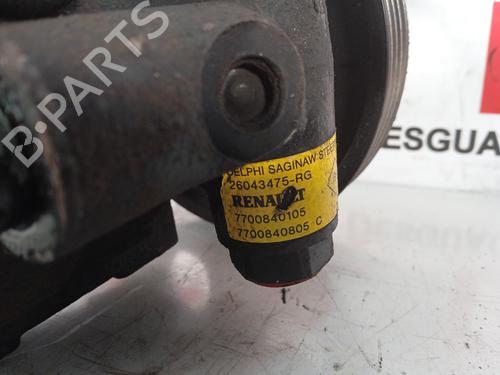 B-PARTS
DELPHI SAGINAW STEE
26043475-RG
RENAULT
7700840105
7700840805 C
ESGUA